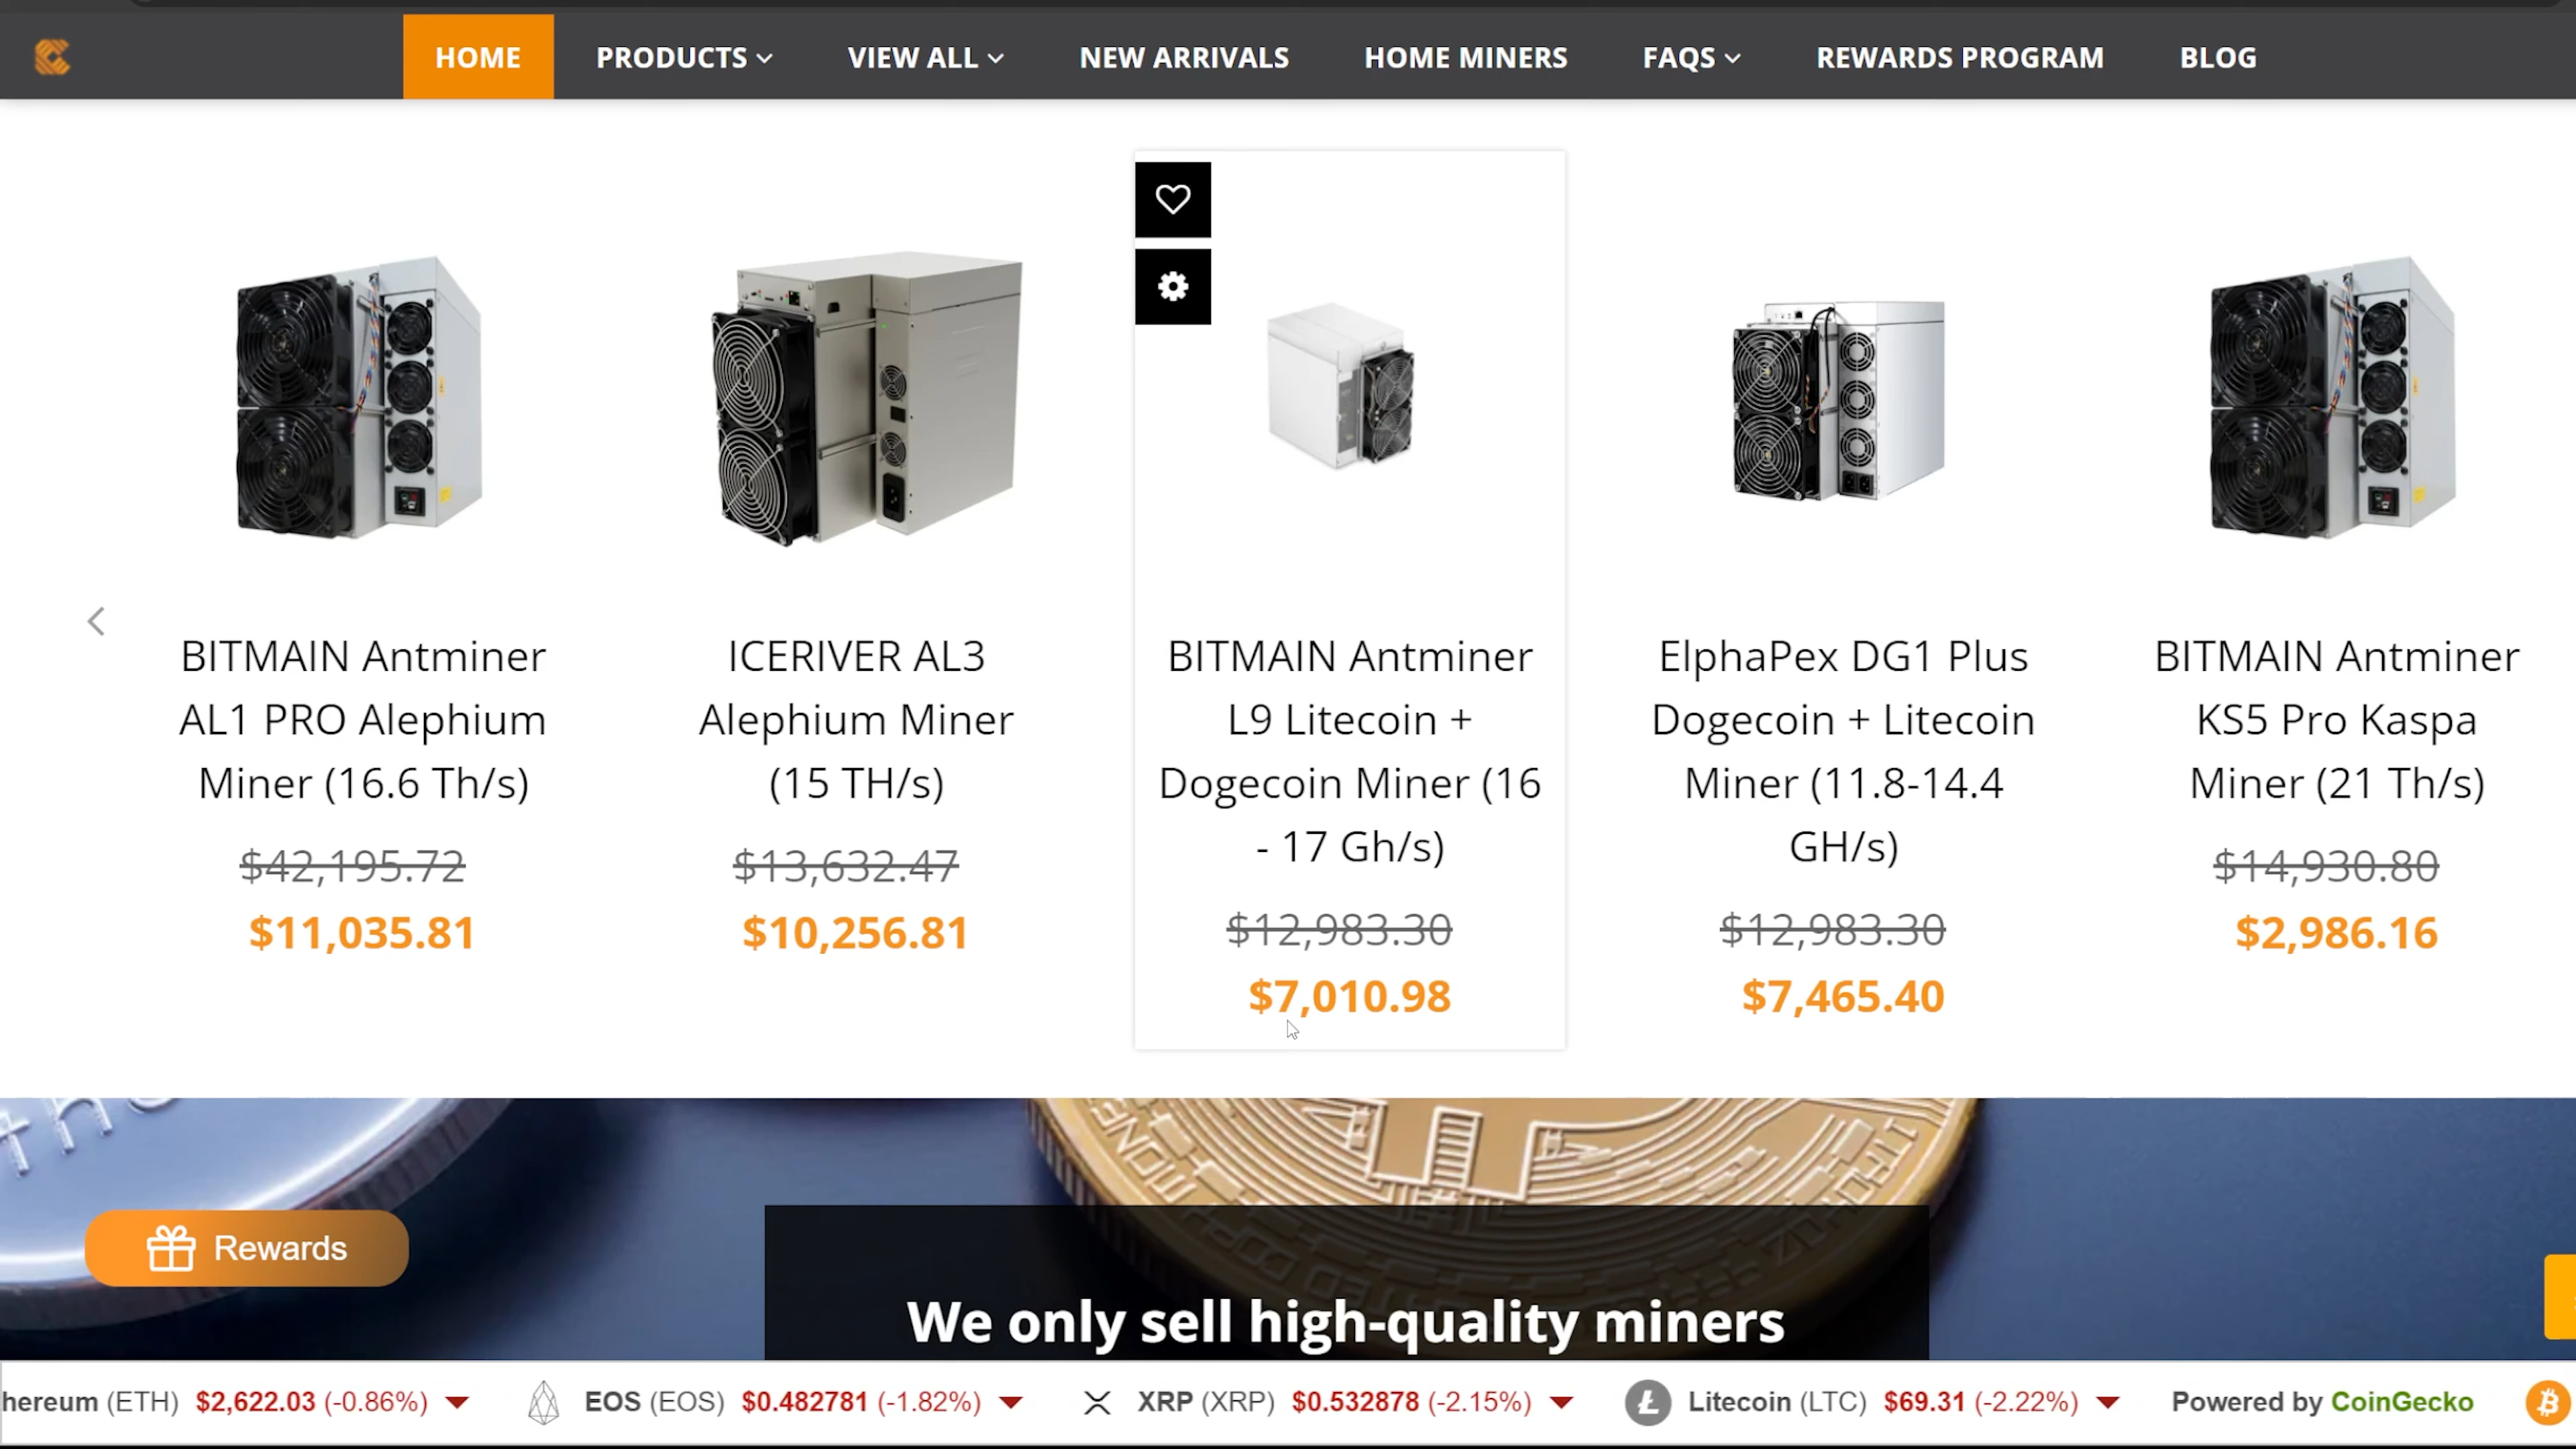 HOME PRODUCTS VIEW ALL NEW ARRIVALS HOME MINERS FAQS REWARDS PROGRAM BLOG
BITMAIN Antminer
AL1 PRO Alephium
Miner (16.6 Th/s)
$42,195.72
$11,035.81
ICERIVER AL3
Alephium Miner
(15 TH/s)
$13,632.47
$10,256.81
BITMAIN Antminer
L9 Litecoin +
Dogecoin Miner (16
- 17 Gh/s)
$12,983.30
$7,010.98
ElphaPex DG1 Plus
Dogecoin + Litecoin
Miner (11.8-14.4
GH/s)
$12,983.30
$7,465.40
BITMAIN Antminer
KS5 Pro Kaspa
Miner (21 Th/s)
$14,930.80
$2,986.16
Rewards
We only sell high-quality miners
hereum (ETH) $2,622.03 (-0.86%) EOS (EOS) $0.482781 (-1.82%) XRP (XRP) $0.532878 (-2.15%) Litecoin (LTC) $69.31 (-2.22%) Powered by CoinGecko